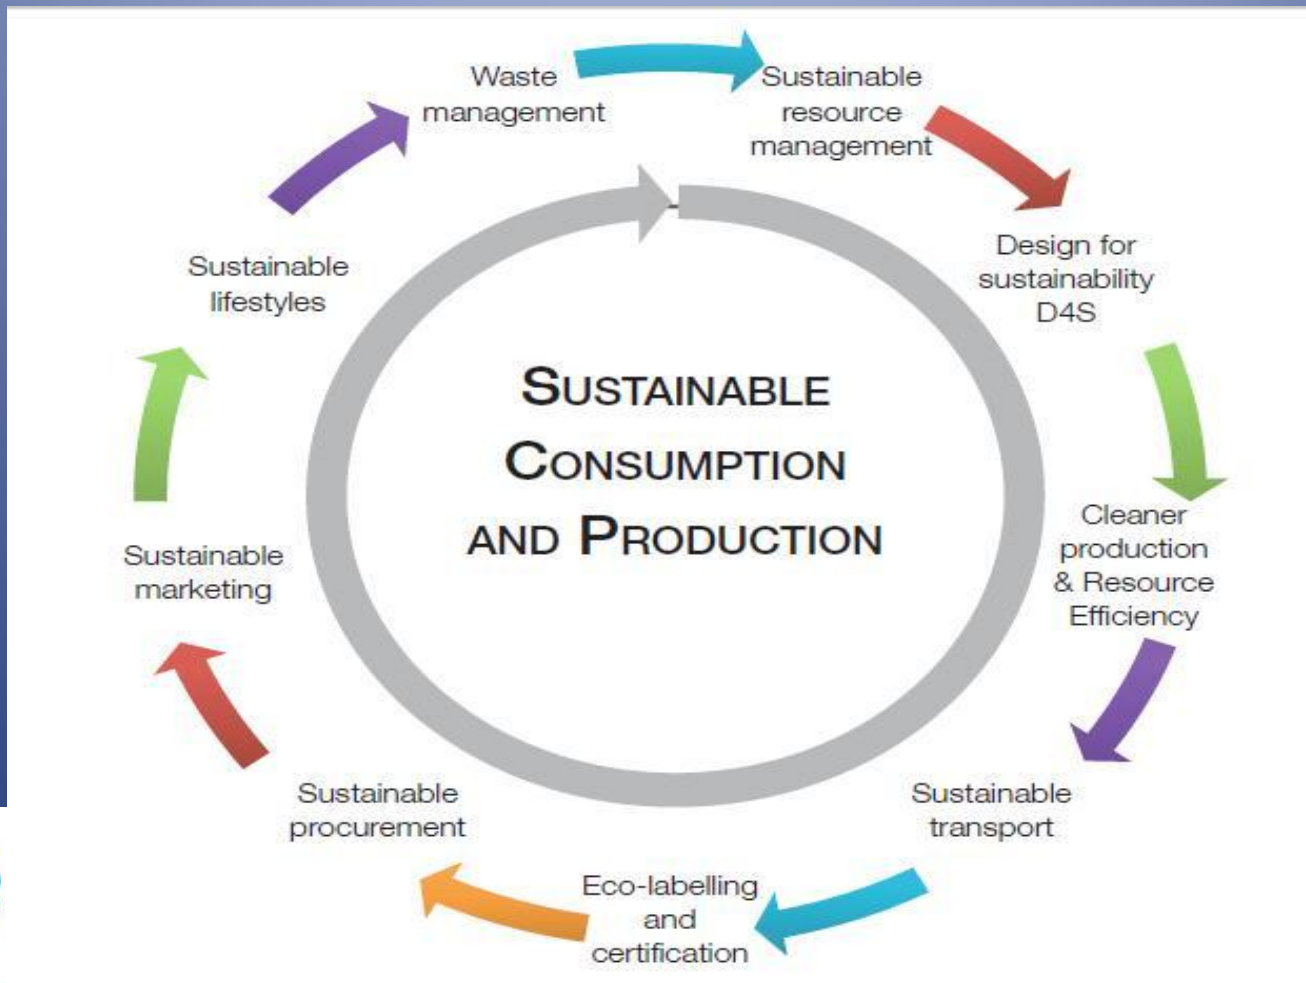 Waste
management
Sustainable
resource
management
Design for
sustainability
D4S
Cleaner
production
& Resource
Efficiency
Sustainable
transport
Eco-labelling
and
certification
Sustainable
procurement
Sustainable
marketing
Sustainable
lifestyles
SUSTAINABLE
CONSUMPTION
AND PRODUCTION